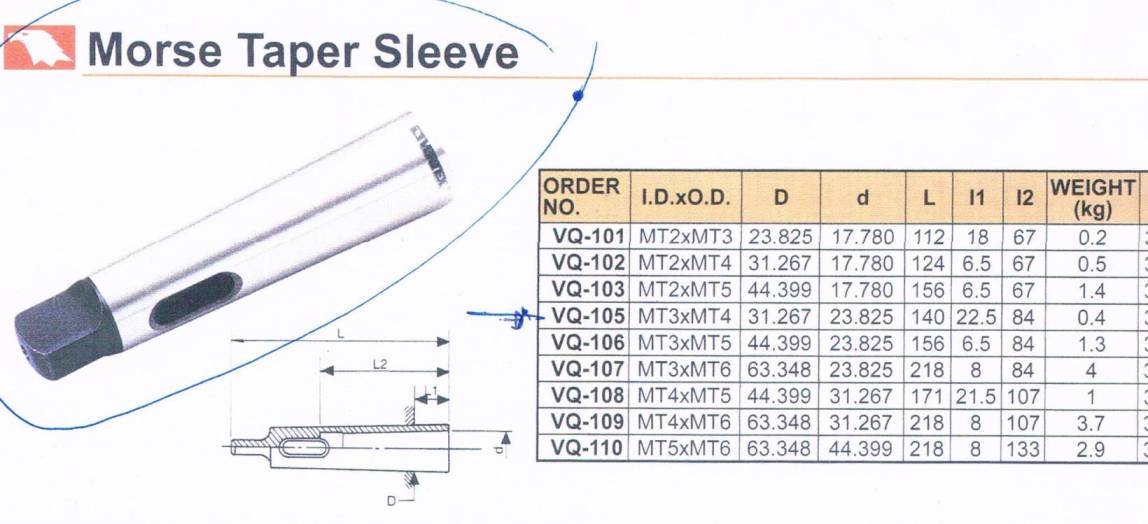 Morse Taper Sleeve
VERTEX
ORDER NO. I.D.xO.D. D d L l1 l2 WEIGHT (kg)
VQ-101 MT2xMT3 23.825 17.780 112 18 67 0.2
VQ-102 MT2xMT4 31.267 17.780 124 6.5 67 0.5
VQ-103 MT2xMT5 44.399 17.780 156 6.5 67 1.4
VQ-105 MT3xMT4 31.267 23.825 140 22.5 84 0.4
VQ-106 MT3xMT5 44.399 23.825 156 6.5 84 1.3
VQ-107 MT3xMT6 63.348 23.825 218 8 84 4
VQ-108 MT4xMT5 44.399 31.267 171 21.5 107 1
VQ-109 MT4xMT6 63.348 31.267 218 8 107 3.7
VQ-110 MT5xMT6 63.348 44.399 218 8 133 2.9
L
L2
L1
d
D